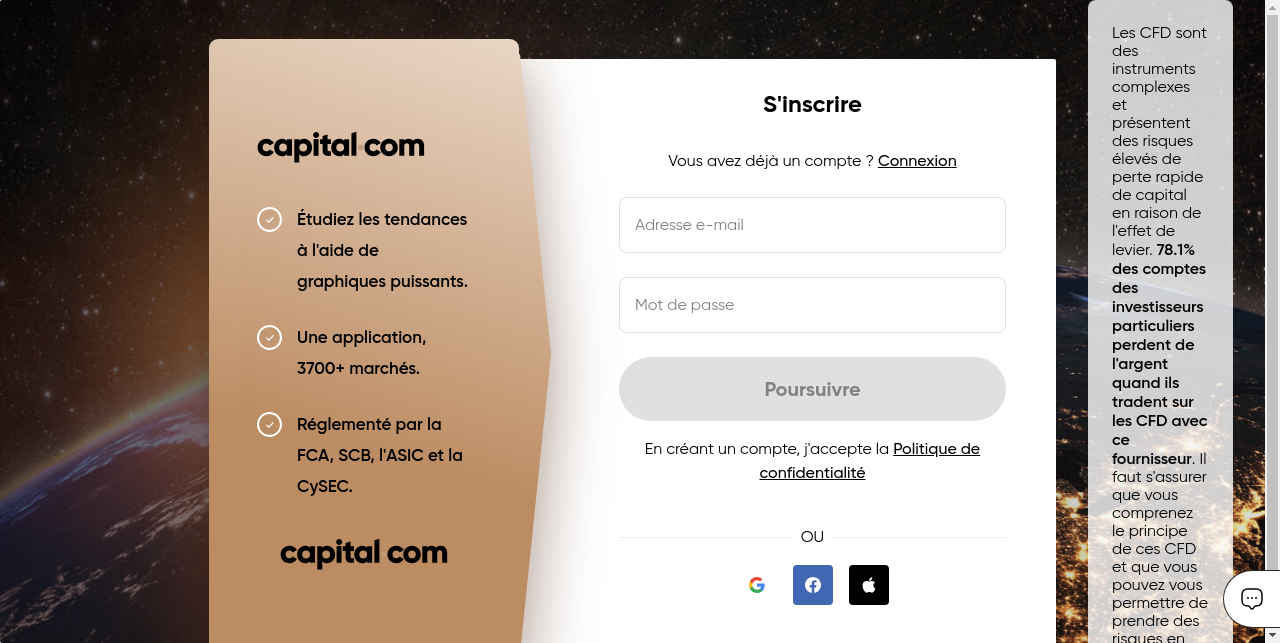 capital.com
Étudiez les tendances
à l'aide de
graphiques puissants.
Une application,
3700+ marchés.
Réglementé par la
FCA, SCB, l'ASIC et la
CySEC.
capital com
S'inscrire
Vous avez déjà un compte ? Connexion
Adresse e-mail
Mot de passe
Poursuivre
En créant un compte, j'accepte la Politique de
confidentialité
OU
Les CFD sont
des
instruments
complexes
et
présentent
des risques
élevés de
perte rapide
de capital
en raison de
l'effet de
levier. 78.1%
des comptes
des
investisseurs
particuliers
perdent de
l'argent
quand ils
tradent sur
les CFD avec
ce
fournisseur. Il
faut s'assurer
que vous
comprenez
le principe
de ces CFD
et que vous
pouvez vous
permettre de
prendre des
risques en